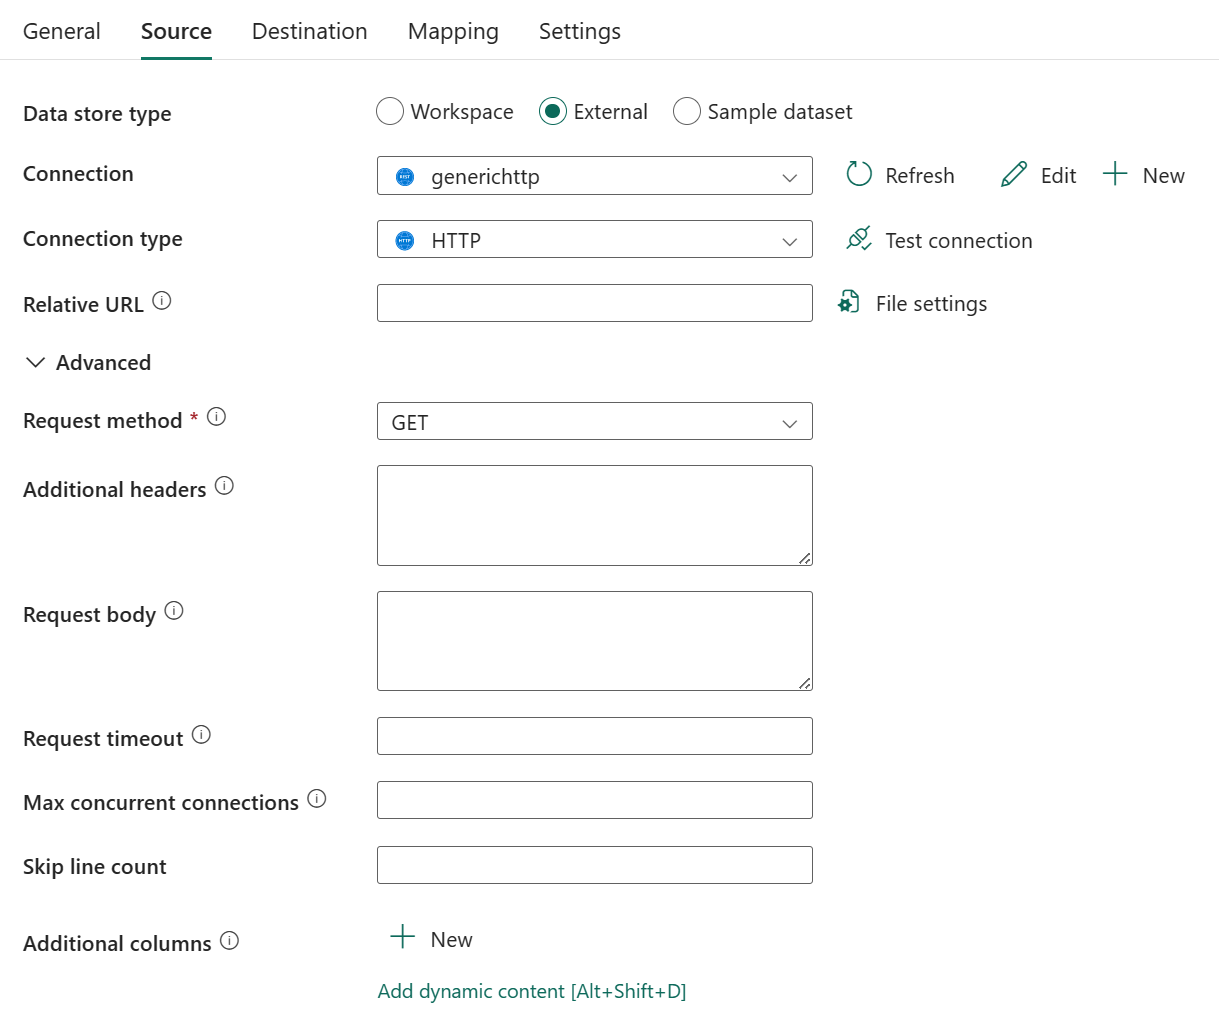 General Source Destination Mapping Settings
Data store type Workspace External Sample dataset
Connection REST generichttp Refresh Edit New
Connection type HTTP HTTP Test connection
Relative URL File settings
Advanced
Request method * GET
Additional headers
Request body
Request timeout
Max concurrent connections
Skip line count
Additional columns New
Add dynamic content [Alt+Shift+D]